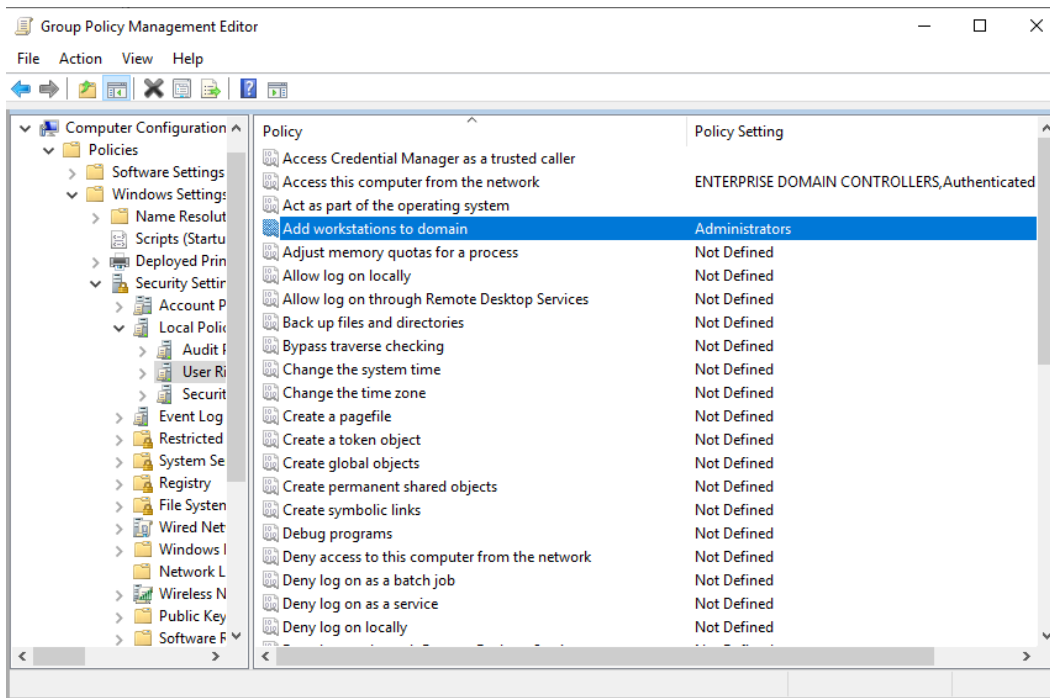 Group Policy Management Editor
File Action View Help
Computer Configuration
Policies
Software Settings
Windows Settings
Name Resolut
Scripts (Startu
Deployed Prin
Security Settin
Account P
Local Polic
Audit P
User Ri
Securit
Event Log
Restricted
System Se
Registry
File System
Wired Net
Windows
Network L
Wireless N
Public Key
Software R
Policy Policy Setting
Access Credential Manager as a trusted caller
Access this computer from the network ENTERPRISE DOMAIN CONTROLLERS,Authenticated
Act as part of the operating system
Add workstations to domain Administrators
Adjust memory quotas for a process Not Defined
Allow log on locally Not Defined
Allow log on through Remote Desktop Services Not Defined
Back up files and directories Not Defined
Bypass traverse checking Not Defined
Change the system time Not Defined
Change the time zone Not Defined
Create a pagefile Not Defined
Create a token object Not Defined
Create global objects Not Defined
Create permanent shared objects Not Defined
Create symbolic links Not Defined
Debug programs Not Defined
Deny access to this computer from the network Not Defined
Deny log on as a batch job Not Defined
Deny log on as a service Not Defined
Deny log on locally Not Defined